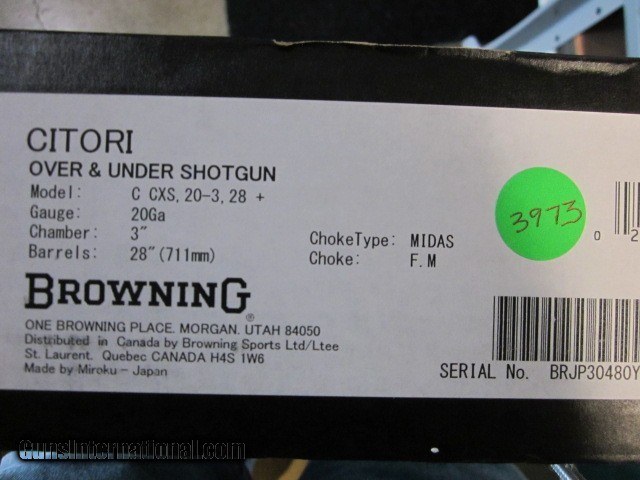 CITORI
OVER & UNDER SHOTGUN
Model: C CXS, 20-3, 28 +
Gauge: 20Ga
Chamber: 3"
Barrels: 28"(711mm)
ChokeType: MIDAS
Choke: F.M
3973
0 2
BROWNING®
ONE BROWNING PLACE. MORGAN. UTAH 84050
Distributed in Canada by Browning Sports Ltd/Ltee
St. Laurent. Quebec CANADA H4S 1W6
Made by Miroku - Japan
SERIAL No. BRJP30480Y
GunsInternational.com